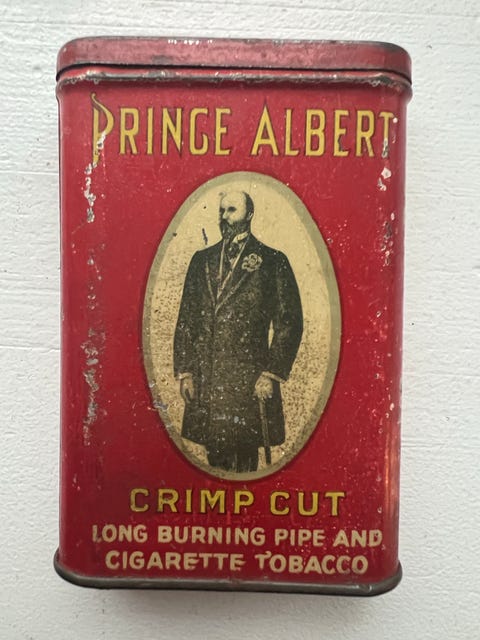 PRINCE ALBERT
CRIMP CUT
LONG BURNING PIPE AND
CIGARETTE TOBACCO